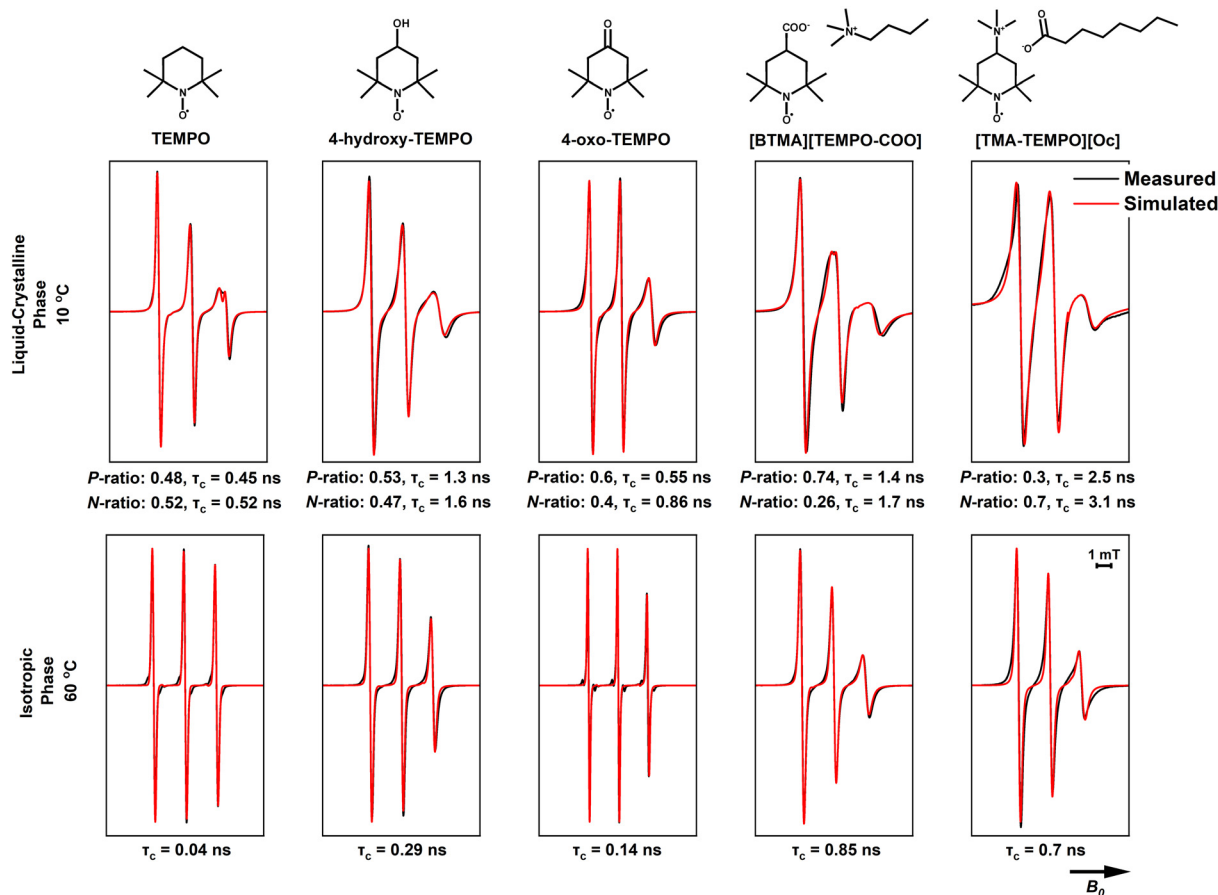 OH
N
O•
TEMPO
N
O•
4-hydroxy-TEMPO
O
N
O•
4-oxo-TEMPO
COO⁻
N⁺
N
O•
[BTMA][TEMPO-COO]
N⁺
O
⁻O
N
O•
[TMA-TEMPO][Oc]
Measured
Simulated
Liquid-Crystalline
Phase
10 °C
P-ratio: 0.48, τc = 0.45 ns
N-ratio: 0.52, τc = 0.52 ns
P-ratio: 0.53, τc = 1.3 ns
N-ratio: 0.47, τc = 1.6 ns
P-ratio: 0.6, τc = 0.55 ns
N-ratio: 0.4, τc = 0.86 ns
P-ratio: 0.74, τc = 1.4 ns
N-ratio: 0.26, τc = 1.7 ns
P-ratio: 0.3, τc = 2.5 ns
N-ratio: 0.7, τc = 3.1 ns
Isotropic
Phase
60 °C
1 mT
τc = 0.04 ns
τc = 0.29 ns
τc = 0.14 ns
τc = 0.85 ns
τc = 0.7 ns
B0